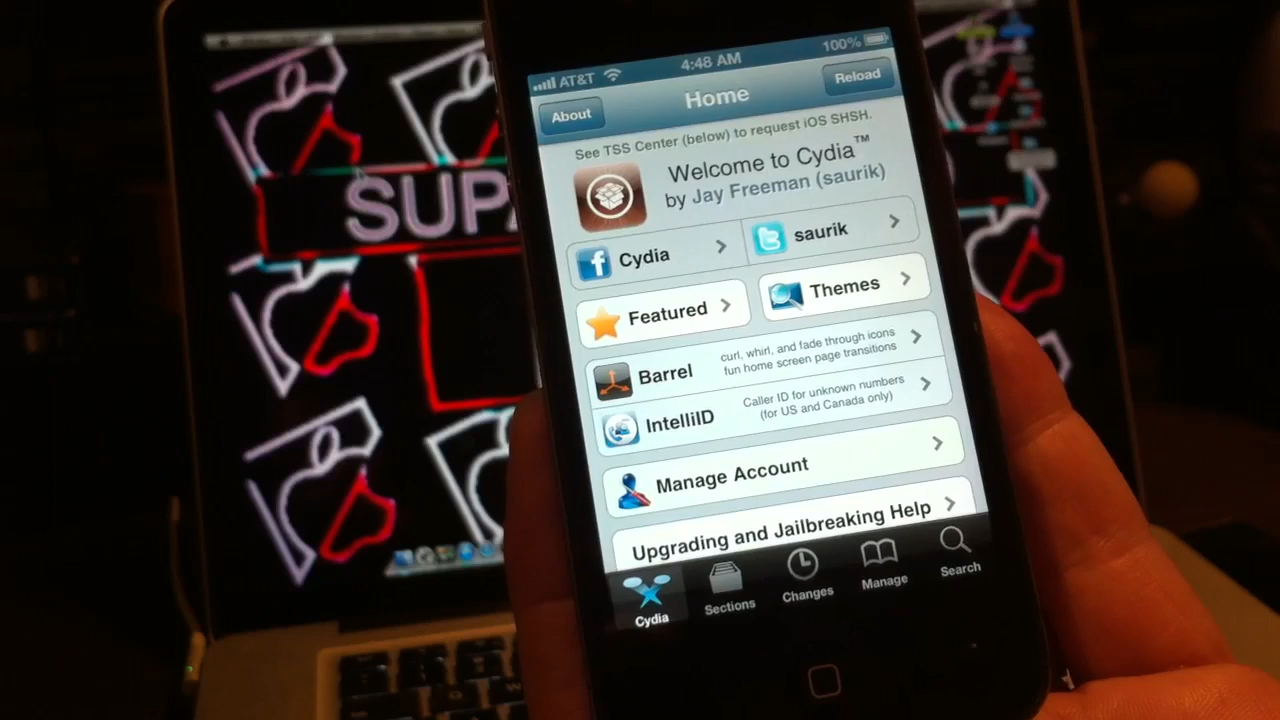 AT&T 4:48 AM 100%
About Home Reload
See TSS Center (below) to request iOS SHSH.
Welcome to Cydia™
by Jay Freeman (saurik)
Cydia saurik
Featured Themes
Barrel curl, whirl, and fade through icons
fun home screen page transitions
IntelliID Caller ID for unknown numbers
(for US and Canada only)
Manage Account
Upgrading and Jailbreaking Help
Cydia Sections Changes Manage Search